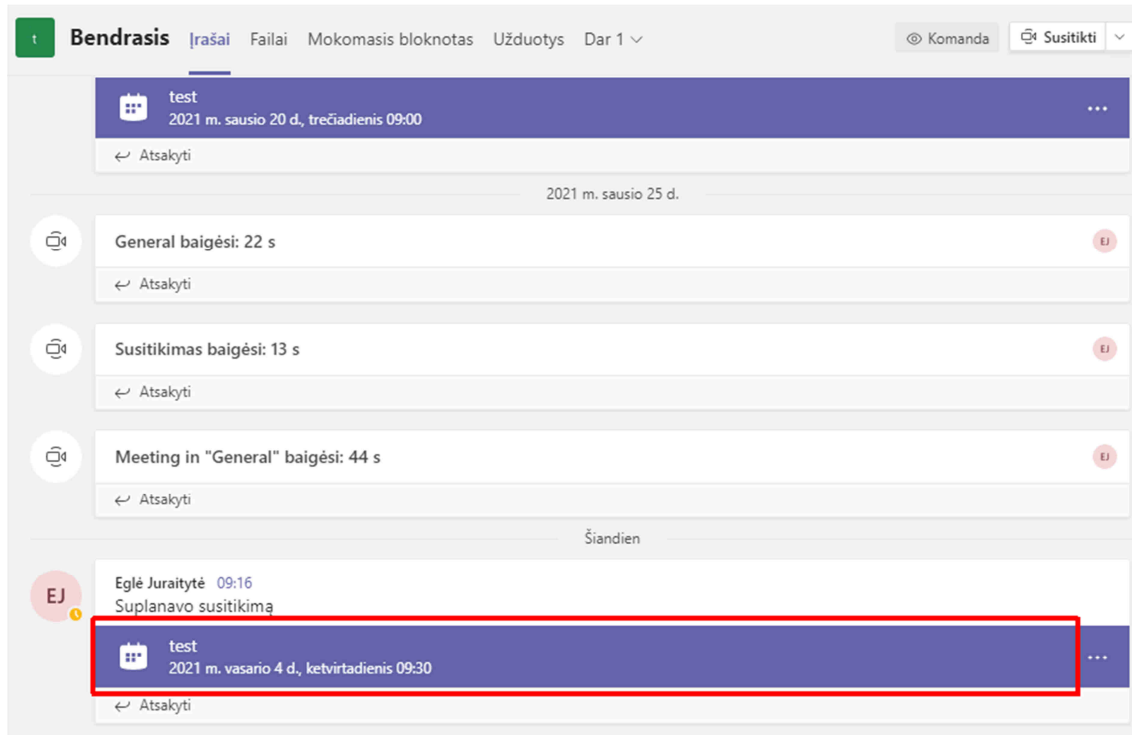 t Bendrasis Įrašai Failai Mokomasis bloknotas Užduotys Dar 1 Komanda Susitikti
test
2021 m. sausio 20 d., trečiadienis 09:00
Atsakyti
2021 m. sausio 25 d.
General baigėsi: 22 s EJ
Atsakyti
Susitikimas baigėsi: 13 s EJ
Atsakyti
Meeting in "General" baigėsi: 44 s EJ
Atsakyti
Šiandien
EJ Eglė Juraitytė 09:16
Suplanavo susitikimą
test
2021 m. vasario 4 d., ketvirtadienis 09:30
Atsakyti